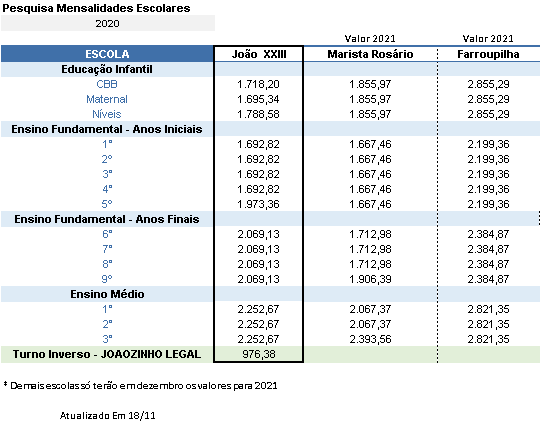 Pesquisa Mensalidades Escolares
2020
Valor 2021 Valor 2021
ESCOLA João XXIII Marista Rosário Farroupilha
Educação Infantil
CBB 1.718,20 1.855,97 2.855,29
Maternal 1.695,34 1.855,97 2.855,29
Níveis 1.788,58 1.855,97 2.855,29
Ensino Fundamental - Anos Iniciais
1° 1.692,82 1.667,46 2.199,36
2º 1.692,82 1.667,46 2.199,36
3° 1.692,82 1.667,46 2.199,36
4° 1.692,82 1.667,46 2.199,36
5º 1.973,36 1.667,46 2.199,36
Ensino Fundamental - Anos Finais
6° 2.069,13 1.712,98 2.384,87
7° 2.069,13 1.712,98 2.384,87
8° 2.069,13 1.712,98 2.384,87
9º 2.069,13 1.906,39 2.384,87
Ensino Médio
1° 2.252,67 2.067,37 2.821,35
2° 2.252,67 2.067,37 2.821,35
3° 2.252,67 2.393,56 2.821,35
Turno Inverso - JOAOZINHO LEGAL 976,38
* Demais escolas só terão em dezembro os valores para 2021
Atualizado Em 18/11